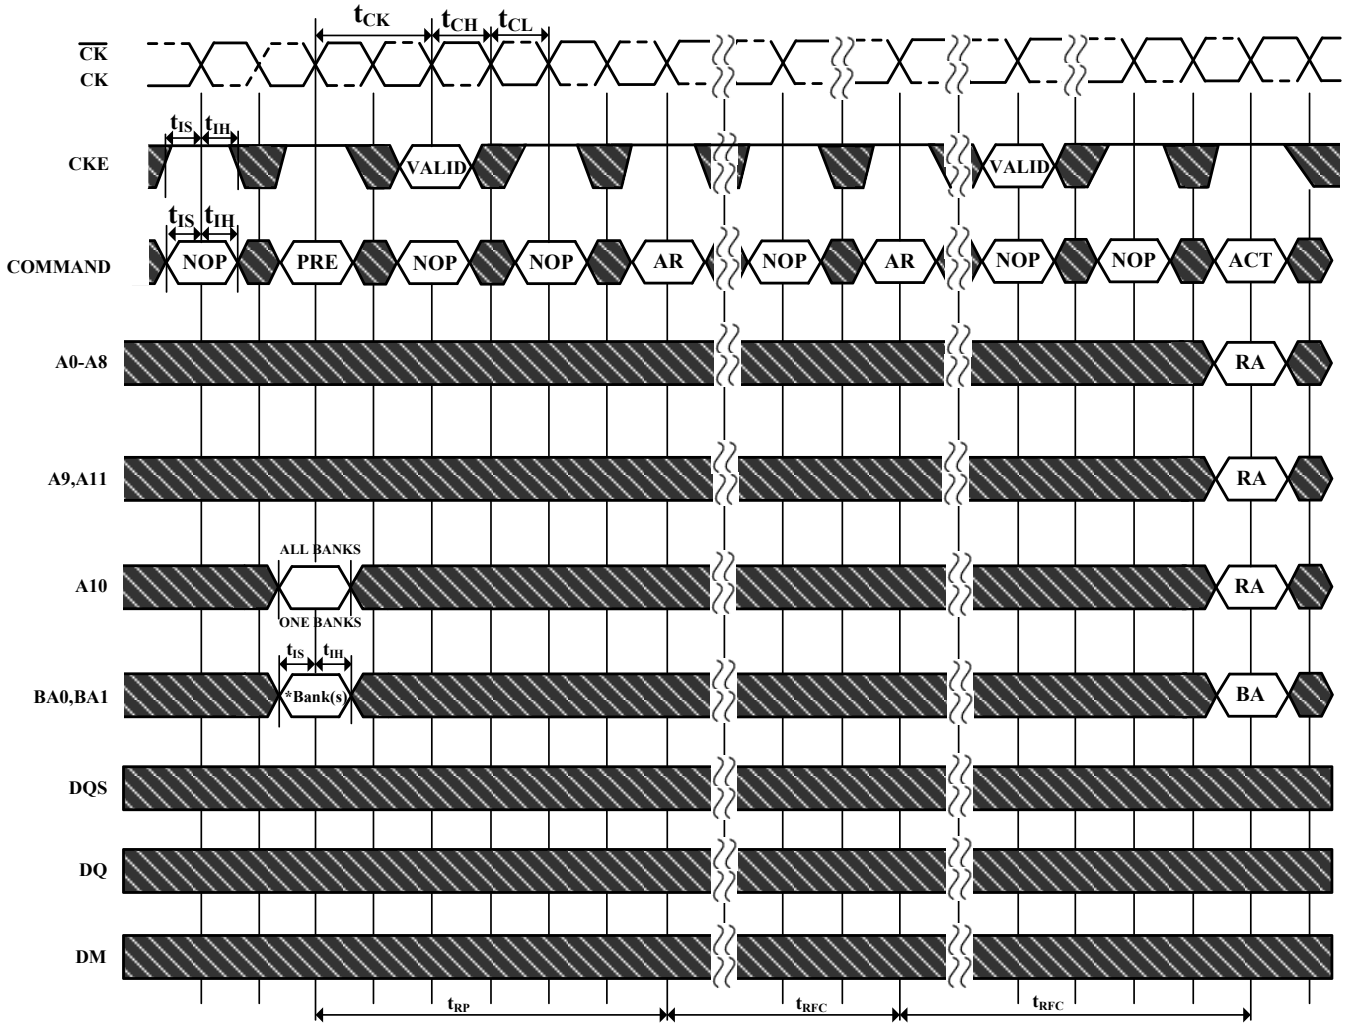 tCK tCH tCL
CK
CK
tIS tIH
CKE VALID VALID
tIS tIH
COMMAND NOP PRE NOP NOP AR NOP AR NOP NOP ACT
A0-A8 RA
A9,A11 RA
ALL BANKS
A10 RA
ONE BANKS
tIS tIH
BA0,BA1 *Bank(s) BA
DQS
DQ
DM
tRP tRFC tRFC